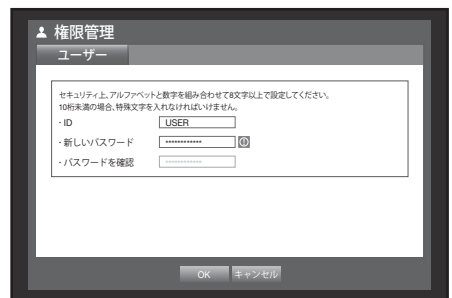 権限管理
ユーザー
セキュリティ上、アルファベットと数字を組み合わせて8文字以上で設定してください。
10桁未満の場合、特殊文字を入れなければいけません。
・ID USER
・新しいパスワード ************
・パスワードを確認 ************
OK キャンセル